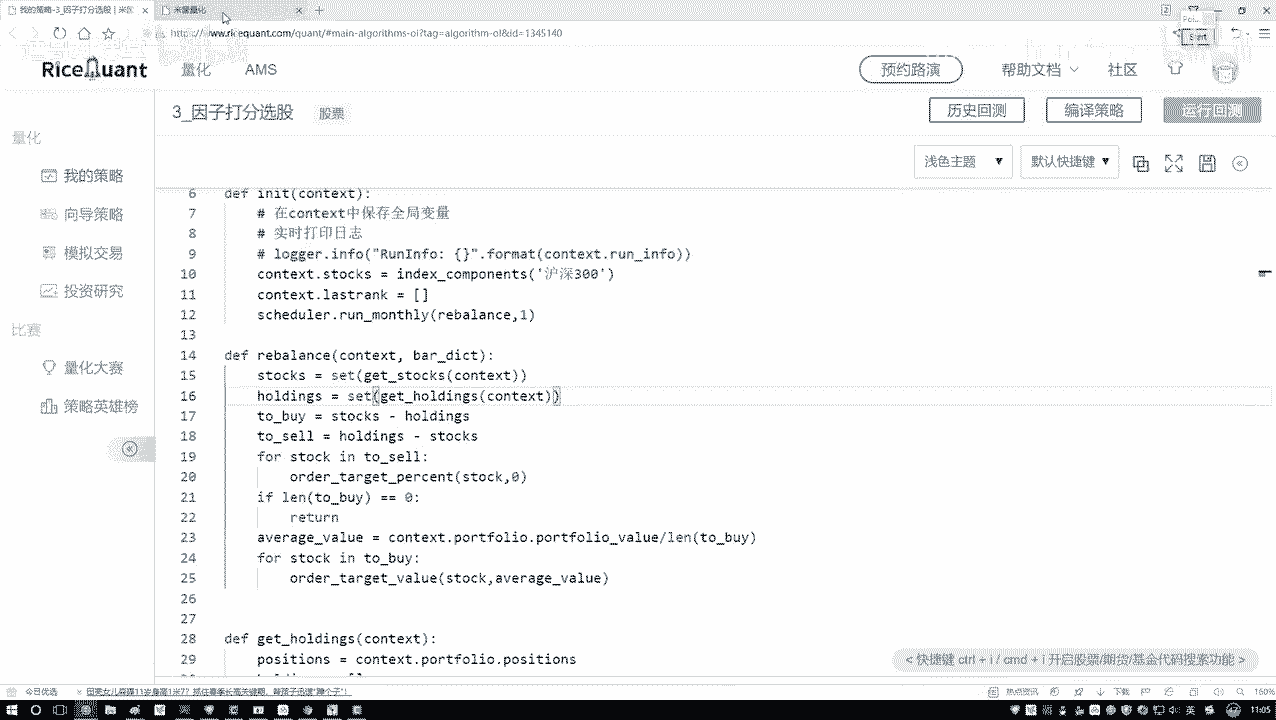 我的策略-3_因子打分选股 | 米
米筐量化
http://www.ricequant.com/quant/#main-algorithms-ol?tag=algorithm-ol&id=1345140
RiceQuant 量化 AMS 预约路演 帮助文档 社区
3_因子打分选股 股票 历史回测 编译策略
浅色主题 默认快捷键
量化
我的策略
向导策略
模拟交易
投资研究
比赛
量化大赛
策略英雄榜
6 def init(context):
7 # 在context中保存全局变量
8 # 实时打印日志
9 # logger.info("RunInfo: {}".format(context.run_info))
10 context.stocks = index_components('沪深300')
11 context.lastrank = []
12 scheduler.run_monthly(rebalance,1)
13
14 def rebalance(context, bar_dict):
15 stocks = set(get_stocks(context))
16 holdings = set(get_holdings(context))
17 to_buy = stocks - holdings
18 to_sell = holdings - stocks
19 for stock in to_sell:
20 order_target_percent(stock,0)
21 if len(to_buy) == 0:
22 return
23 average_value = context.portfolio.portfolio_value/len(to_buy)
24 for stock in to_buy:
25 order_target_value(stock,average_value)
26
27
28 def get_holdings(context):
29 positions = context.portfolio.positions
< 快捷键 ctrl + i / cmd + i 开启股票/期货/基金代码搜索功能 >
今日优选
热点资讯 下载 160%
英 11:05